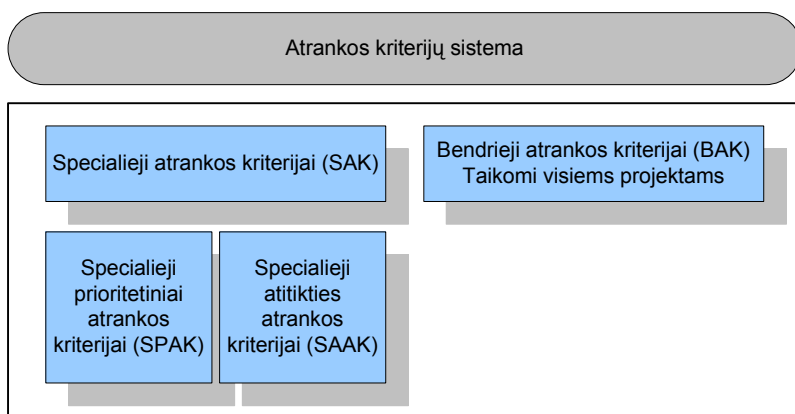 Atrankos kriterijų sistema
Specialieji atrankos kriterijai (SAK)
Bendrieji atrankos kriterijai (BAK)
Taikomi visiems projektams
Specialieji
prioritetiniai
atrankos
kriterijai (SPAK)
Specialieji
atitikties
atrankos
kriterijai (SAAK)